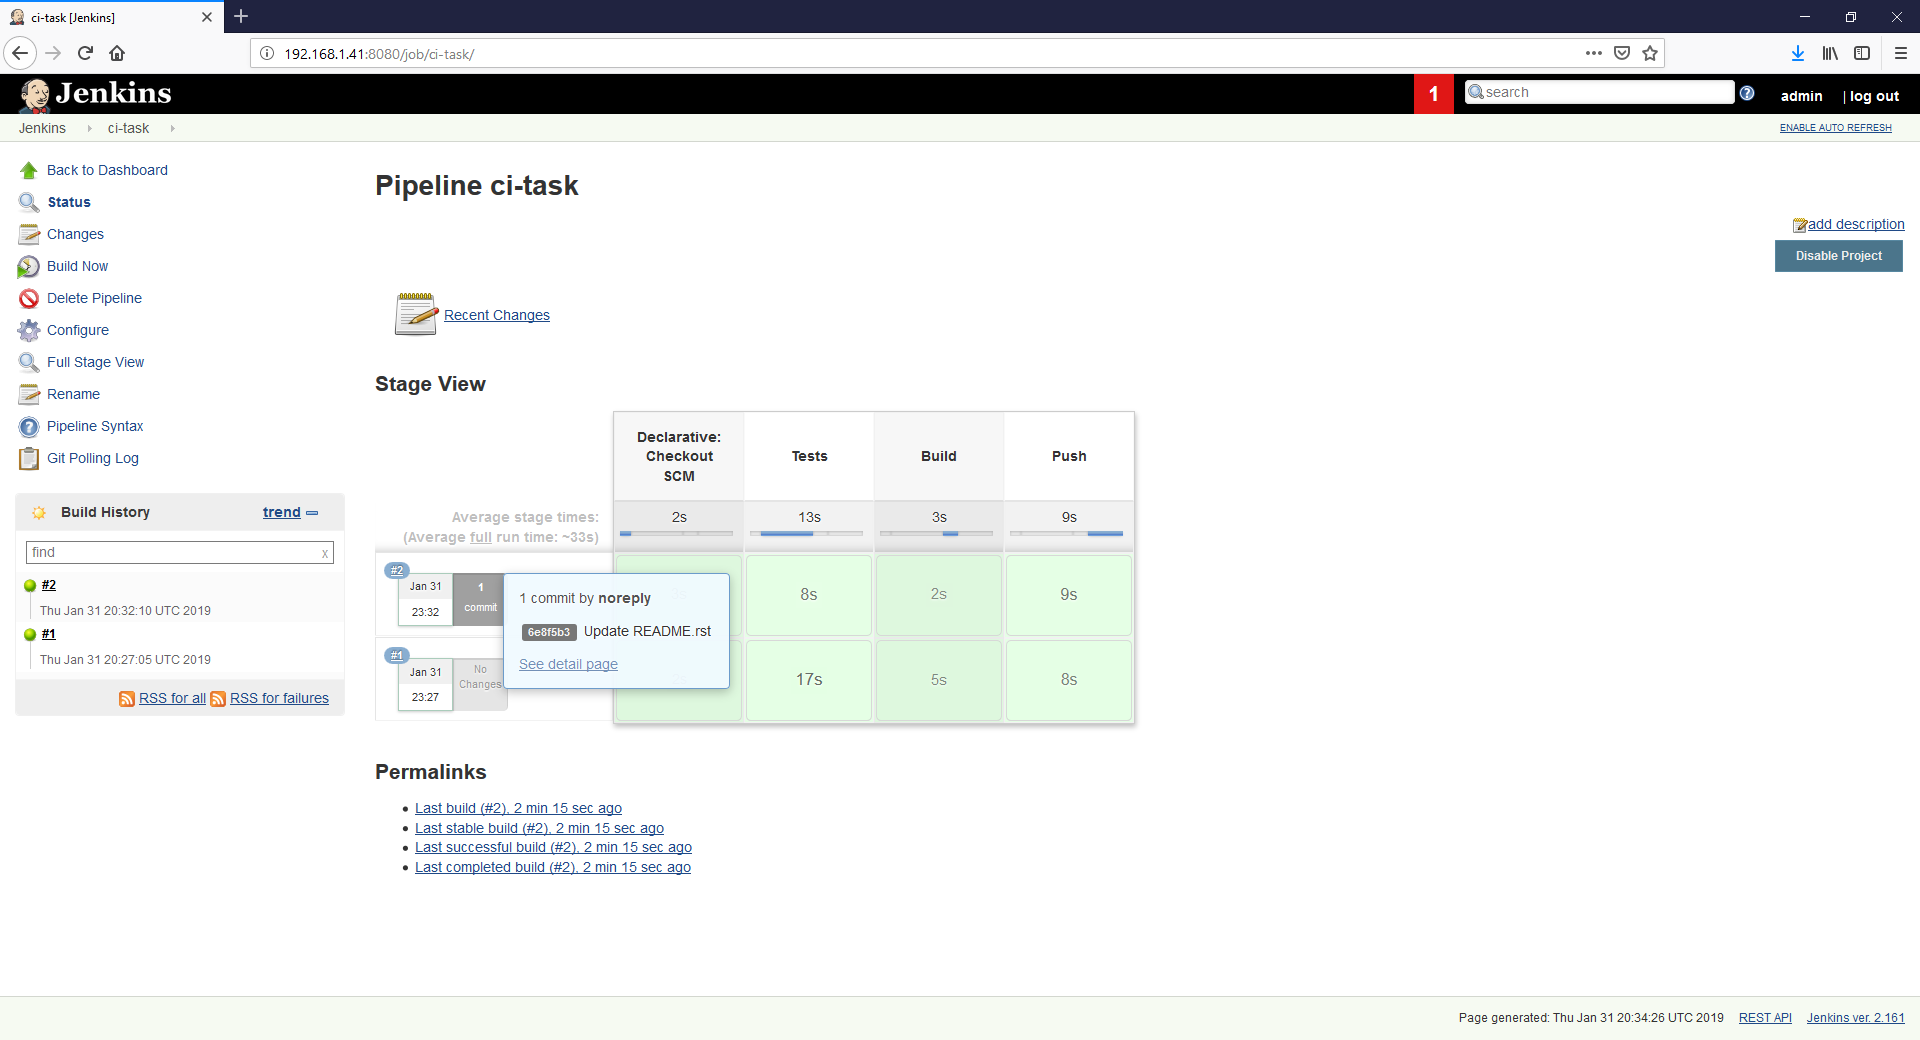 ci-task [Jenkins]
192.168.1.41:8080/job/ci-task/
Jenkins
1
search
admin
| log out
Jenkins
ci-task
ENABLE AUTO REFRESH
Back to Dashboard
Status
Changes
Build Now
Delete Pipeline
Configure
Full Stage View
Rename
Pipeline Syntax
Git Polling Log
Build History
trend
find
x
#2
Thu Jan 31 20:32:10 UTC 2019
#1
Thu Jan 31 20:27:05 UTC 2019
RSS for all
RSS for failures
Pipeline ci-task
add description
Disable Project
Recent Changes
Stage View
Declarative:
Checkout
SCM
Tests
Build
Push
Average stage times:
(Average full run time: ~33s)
2s
13s
3s
9s
#2
Jan 31
23:32
1
commit
1 commit by noreply
6e8f5b3 Update README.rst
See detail page
8s
2s
9s
#1
Jan 31
23:27
No
Changes
17s
5s
8s
Permalinks
Last build (#2), 2 min 15 sec ago
Last stable build (#2), 2 min 15 sec ago
Last successful build (#2), 2 min 15 sec ago
Last completed build (#2), 2 min 15 sec ago
Page generated: Thu Jan 31 20:34:26 UTC 2019
REST API
Jenkins ver. 2.161